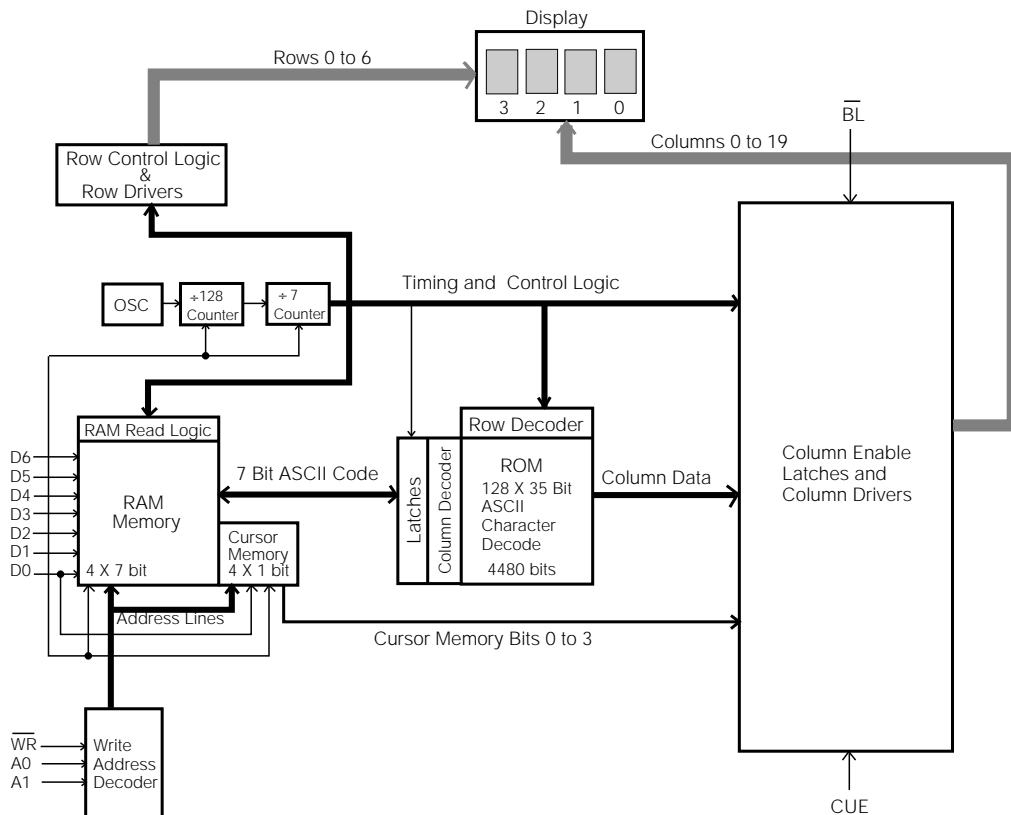 Display
Rows 0 to 6
3 2 1 0
B̅L̅
Columns 0 to 19
Row Control Logic
&
Row Drivers
Timing and Control Logic
OSC
÷128
Counter
÷ 7
Counter
RAM Read Logic
Row Decoder
D6
D5
D4
D3
D2
D1
D0
RAM
Memory
4 X 7 bit
7 Bit ASCII Code
Cursor
Memory
4 X 1 bit
Latches
Column Decoder
ROM
128 X 35 Bit
ASCII
Character
Decode
4480 bits
Column Data
Column Enable
Latches and
Column Drivers
Address Lines
Cursor Memory Bits 0 to 3
W̅R̅
A0
A1
Write
Address
Decoder
CUE